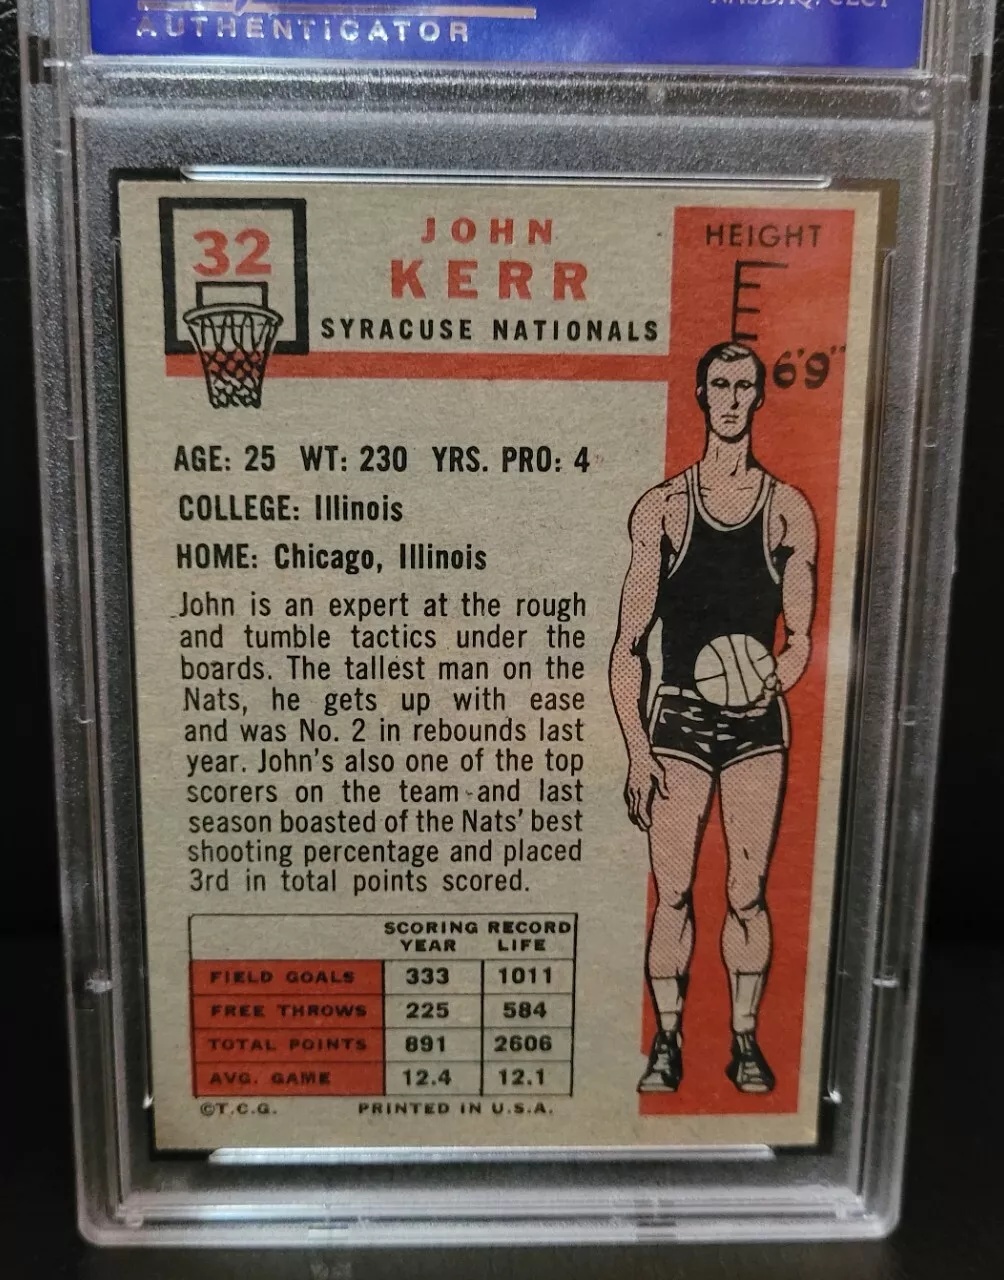 AUTHENTICATOR
NASDAQ: CLCT
32
JOHN
KERR
SYRACUSE NATIONALS
HEIGHT
6'9"
AGE: 25 WT: 230 YRS. PRO: 4
COLLEGE: Illinois
HOME: Chicago, Illinois
John is an expert at the rough
and tumble tactics under the
boards. The tallest man on the
Nats, he gets up with ease
and was No. 2 in rebounds last
year. John's also one of the top
scorers on the team and last
season boasted of the Nats' best
shooting percentage and placed
3rd in total points scored.
SCORING RECORD
YEAR LIFE
FIELD GOALS 333 1011
FREE THROWS 225 584
TOTAL POINTS 891 2606
AVG. GAME 12.4 12.1
©T.C.G. PRINTED IN U.S.A.